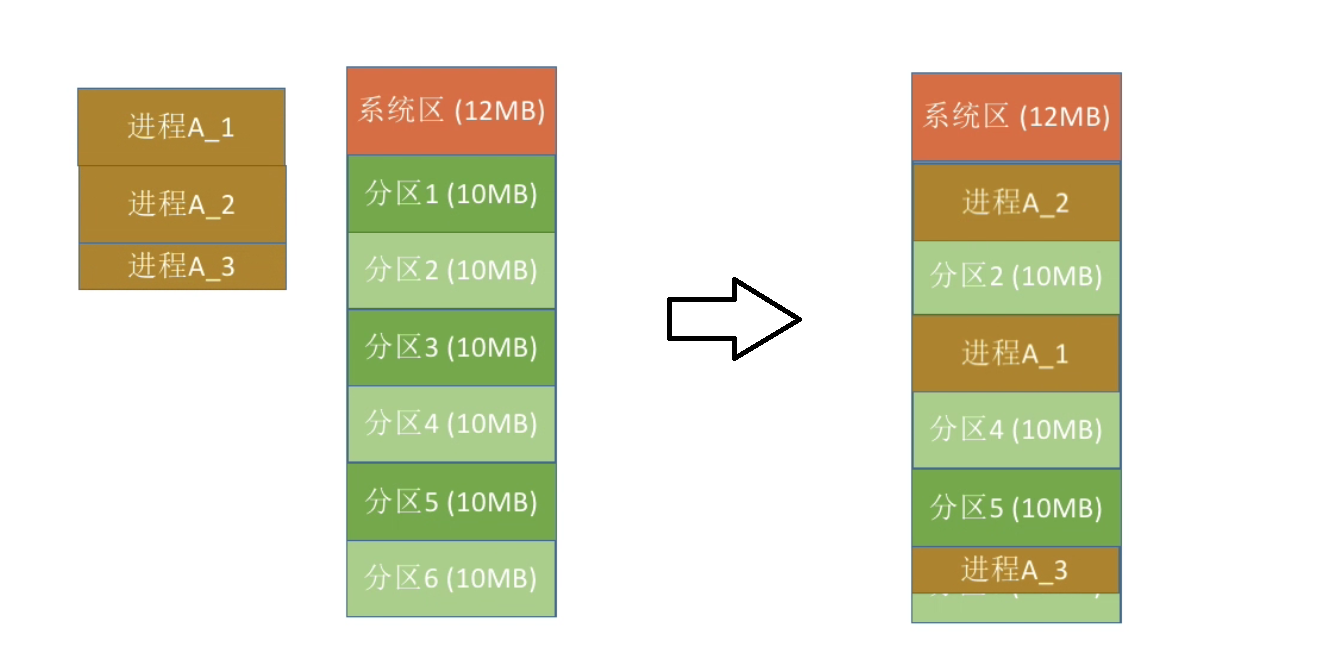 进程A_1
进程A_2
进程A_3
系统区 (12MB)
分区1 (10MB)
分区2 (10MB)
分区3 (10MB)
分区4 (10MB)
分区5 (10MB)
分区6 (10MB)
系统区 (12MB)
进程A_2
分区2 (10MB)
进程A_1
分区4 (10MB)
分区5 (10MB)
进程A_3